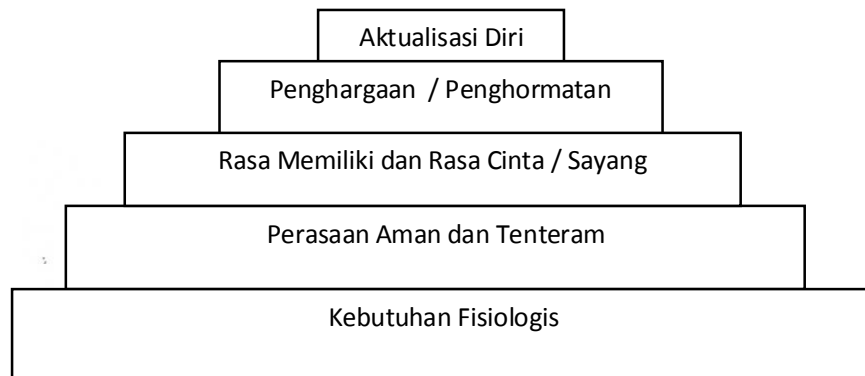 Aktualisasi Diri
Penghargaan / Penghormatan
Rasa Memiliki dan Rasa Cinta / Sayang
Perasaan Aman dan Tenteram
Kebutuhan Fisiologis